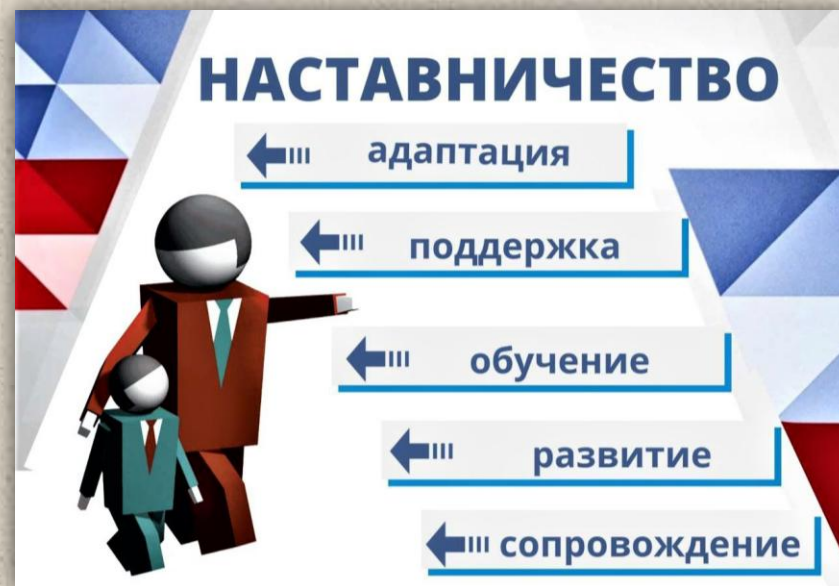 НАСТАВНИЧЕСТВО
адаптация
поддержка
обучение
развитие
сопровождение